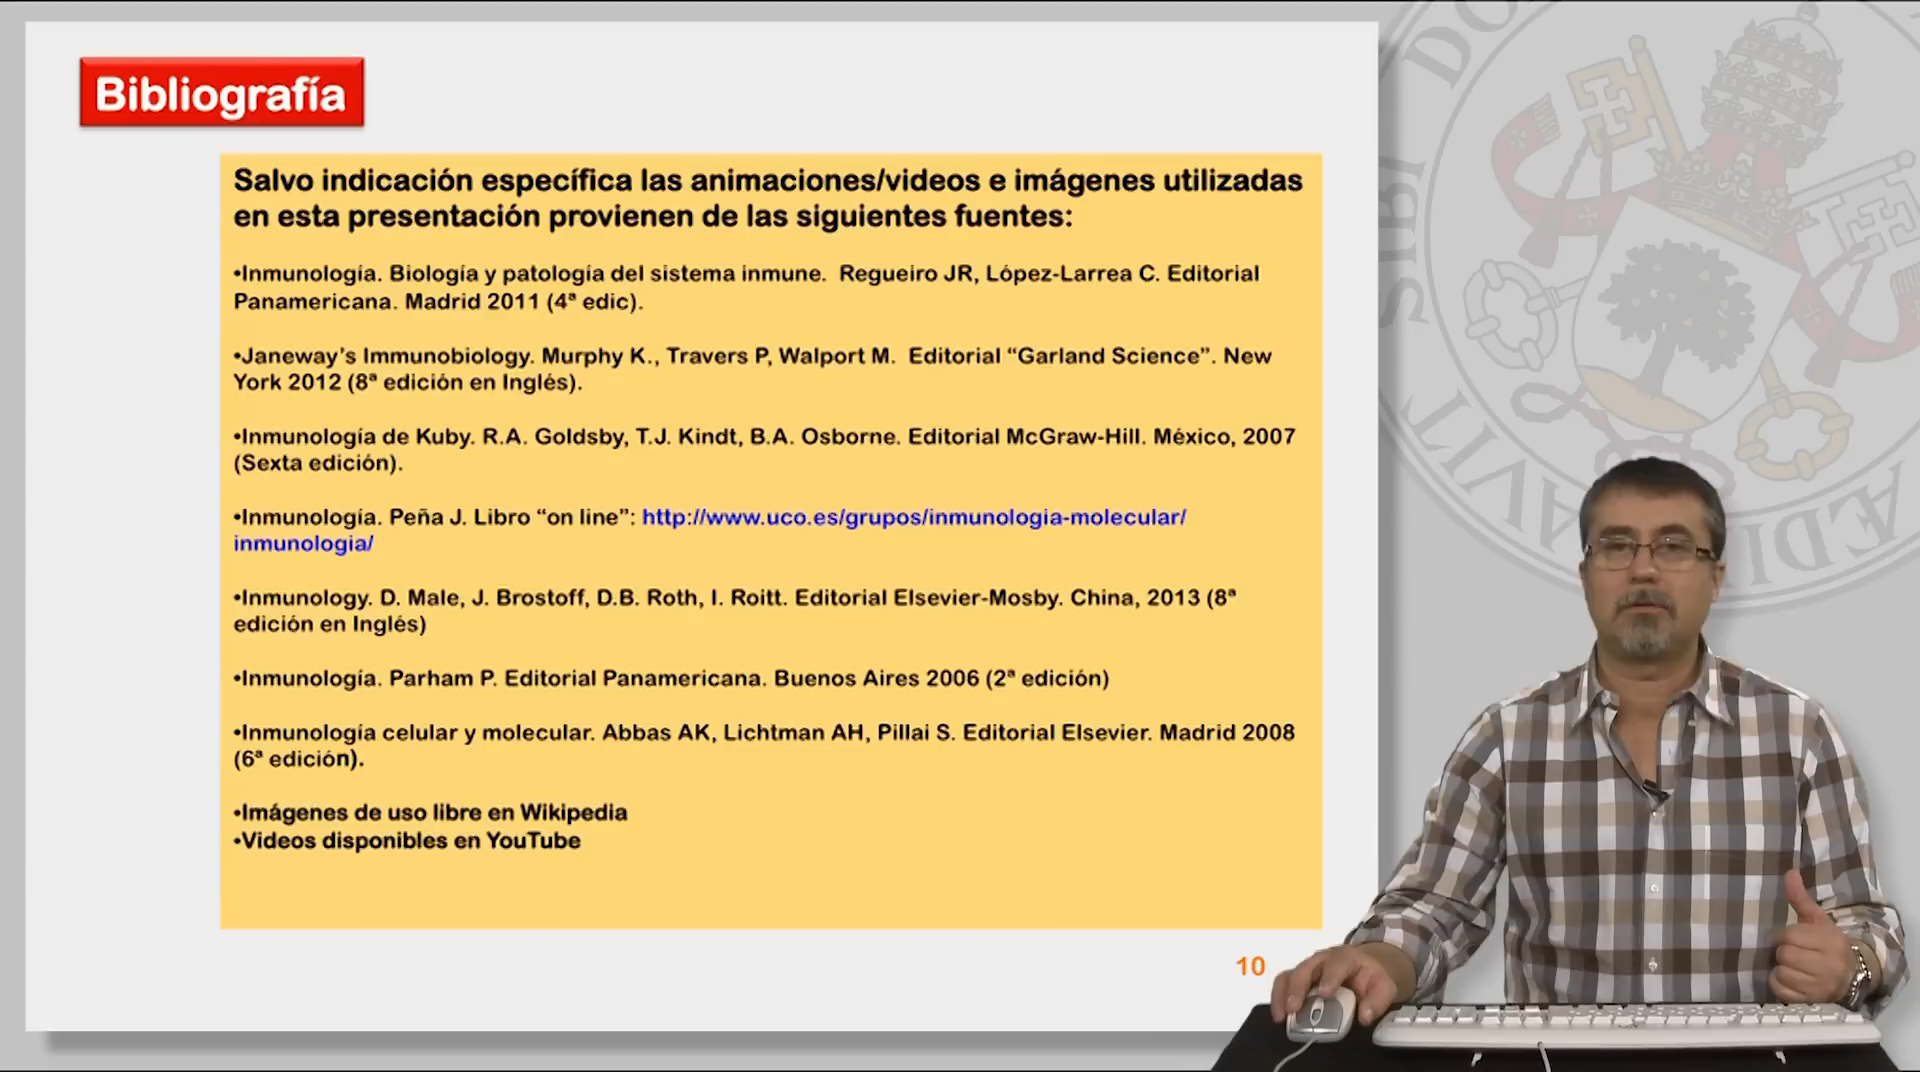 Bibliografía
Salvo indicación específica las animaciones/videos e imágenes utilizadas
en esta presentación provienen de las siguientes fuentes:
•Inmunología. Biología y patología del sistema inmune.  Regueiro JR, López-Larrea C. Editorial
Panamericana. Madrid 2011 (4ª edic).
•Janeway’s Immunobiology. Murphy K., Travers P, Walport M.  Editorial “Garland Science”. New
York 2012 (8ª edición en Inglés).
•Inmunología de Kuby. R.A. Goldsby, T.J. Kindt, B.A. Osborne. Editorial McGraw-Hill. México, 2007
(Sexta edición).
•Inmunología. Peña J. Libro “on line”: http://www.uco.es/grupos/inmunologia-molecular/
inmunologia/
•Inmunology. D. Male, J. Brostoff, D.B. Roth, I. Roitt. Editorial Elsevier-Mosby. China, 2013 (8ª
edición en Inglés)
•Inmunología. Parham P. Editorial Panamericana. Buenos Aires 2006 (2ª edición)
•Inmunología celular y molecular. Abbas AK, Lichtman AH, Pillai S. Editorial Elsevier. Madrid 2008
(6ª edición).
•Imágenes de uso libre en Wikipedia
•Videos disponibles en YouTube
10
SIBI